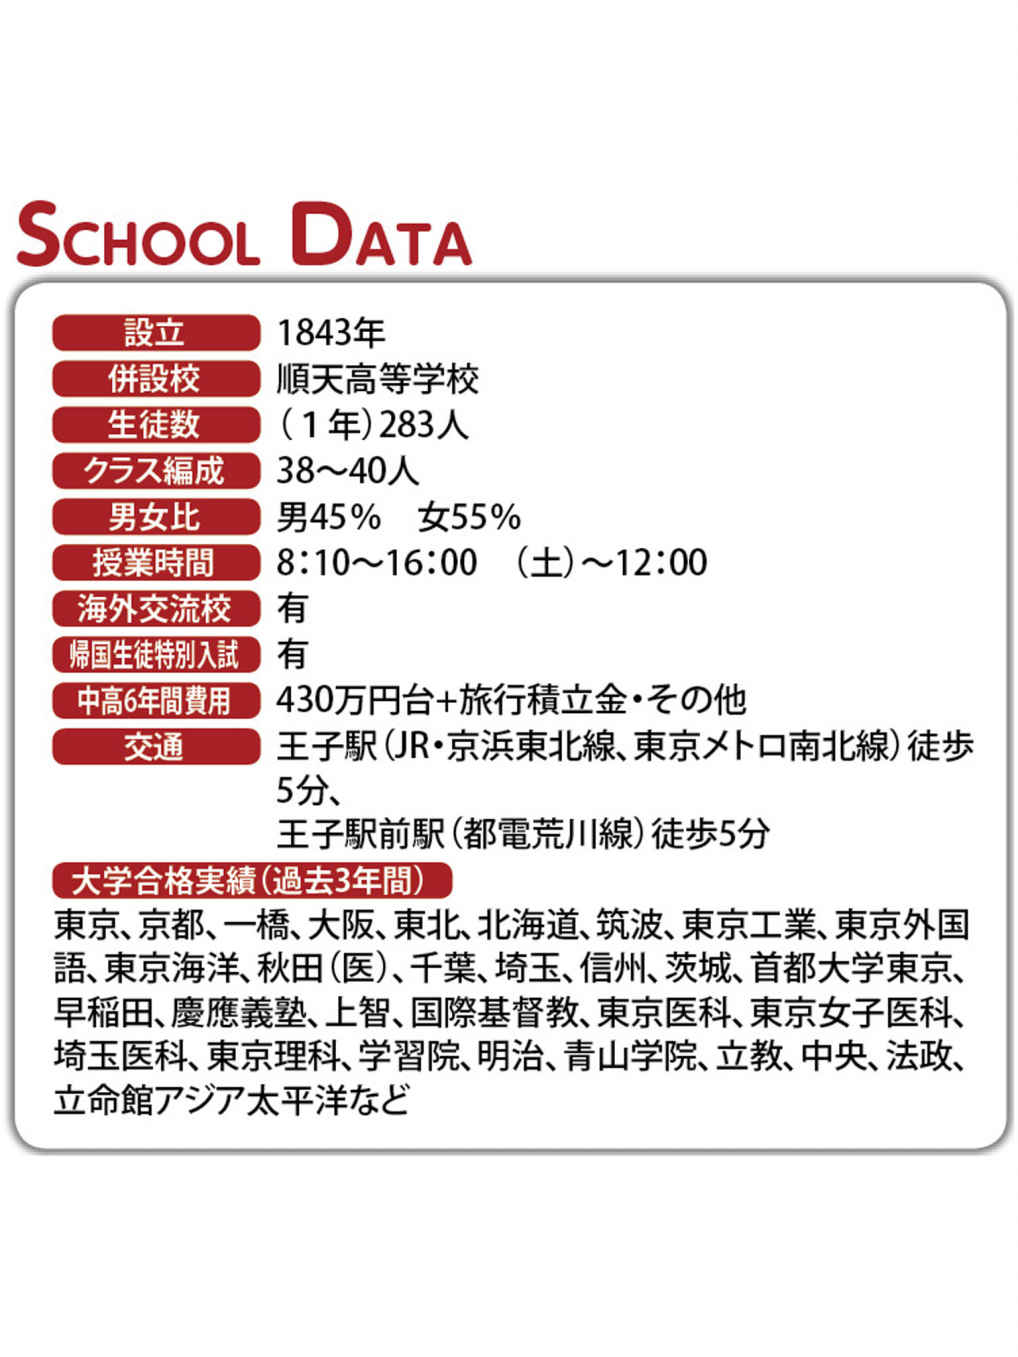 SCHOOL DATA
設立 1834年
併設校 順天高等学校
生徒数 （１年）283人
クラス編成 38〜40人
男女比 男45％　女55％
授業時間 8：10〜16：00　（土）〜12：00
海外交流校 有
帰国生徒特別入試 有
中高6年間費用 430万円台+旅行積立金・その他
交通 王子駅（JR・京浜東北線、東京メトロ南北線）徒歩
5分、
王子駅前駅（都電荒川線）徒歩5分
大学合格実績（過去3年間）
東京、京都、一橋、大阪、東北、北海道、筑波、東京工業、東京外国
語、東京海洋、秋田（医）、千葉、埼玉、信州、茨城、首都大学東京、
早稲田、慶應義塾、上智、国際基督教、東京医科、東京女子医科、
埼玉医科、東京理科、学習院、明治、青山学院、立教、中央、法政、
立命館アジア太平洋など